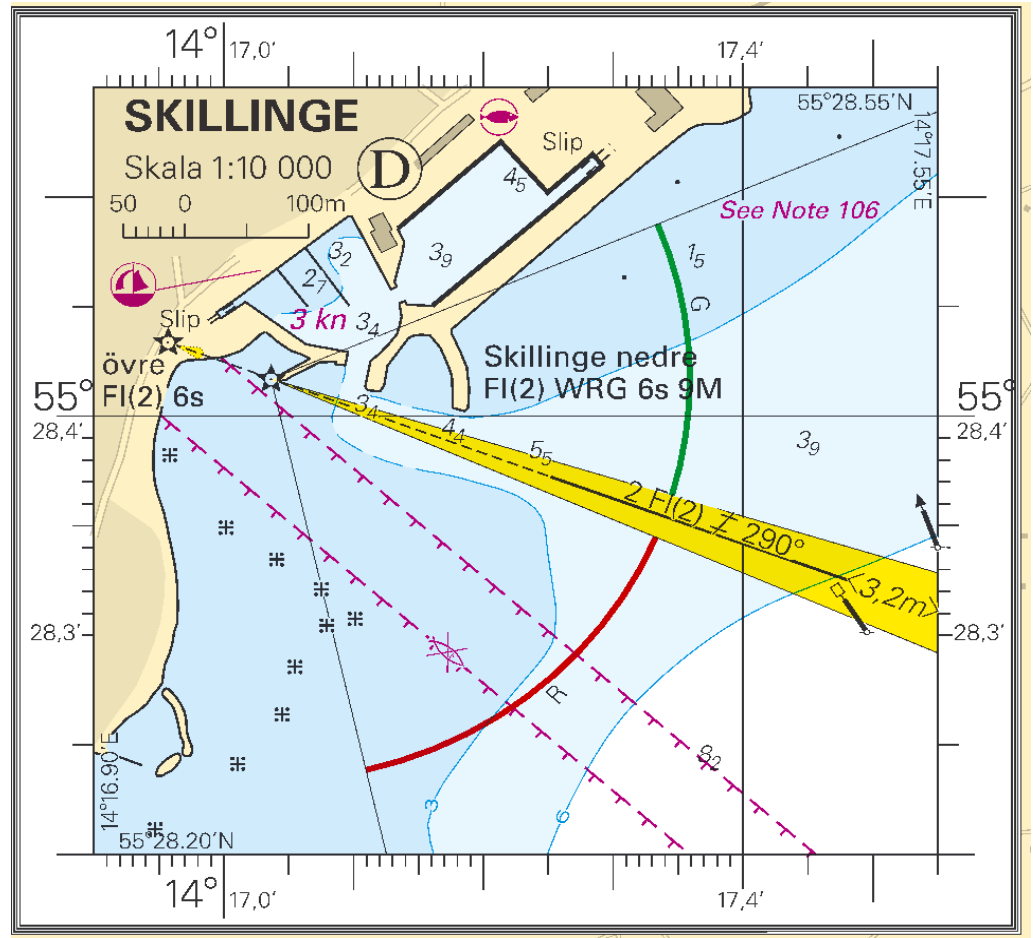 14° 17,0' 17,4'
SKILLINGE
Skala 1:10 000
50 0 100m
D
Slip
55°28.55'N
14°17.55'E
See Note 106
4₅
3₂
3₉
2₇
1₅
G
3 kn
3₄
Slip
övre
Fl(2) 6s
Skillinge nedre
Fl(2) WRG 6s 9M
55° 55°
28,4' 28,4'
3₄
4₄
5₅
3₉
2 Fl(2) ≠ 290°
<3,2m>
28,3' 28,3'
R
8₂
3
6
14°16.90'E
55°28.20'N
14° 17,0' 17,4'